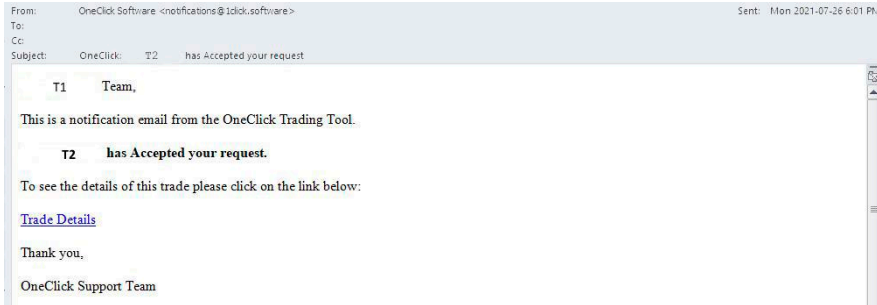 From: OneClick Software <notifications@1click.software> Sent: Mon 2021-07-26 6:01 PM
To:
Cc:
Subject: OneClick: T2 has Accepted your request
T1 Team,
This is a notification email from the OneClick Trading Tool.
T2 has Accepted your request.
To see the details of this trade please click on the link below:
Trade Details
Thank you,
OneClick Support Team